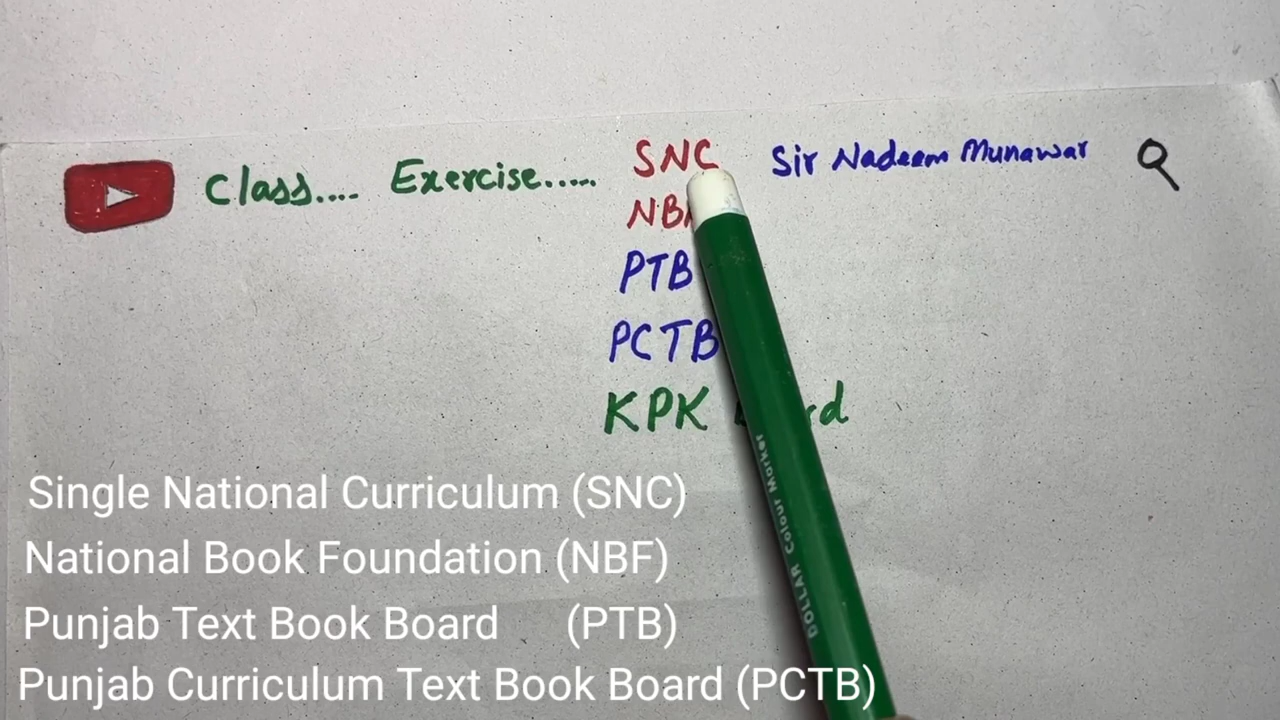 Class.... Exercise..... SNC Sir Nadeem Munawar
NB
PTB
PCTB
KPK
Single National Curriculum (SNC)
National Book Foundation (NBF)
Punjab Text Book Board (PTB)
Punjab Curriculum Text Book Board (PCTB)
DOLLAR Colour Marker